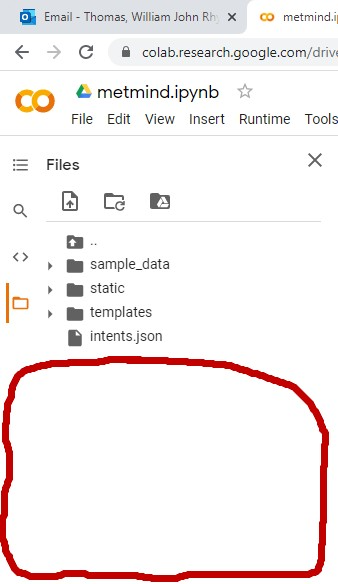 Email - Thomas, William John Rhy
metmind.i
colab.research.google.com/drive
metmind.ipynb
File Edit View Insert Runtime Tools
Files
..
sample_data
static
templates
intents.json